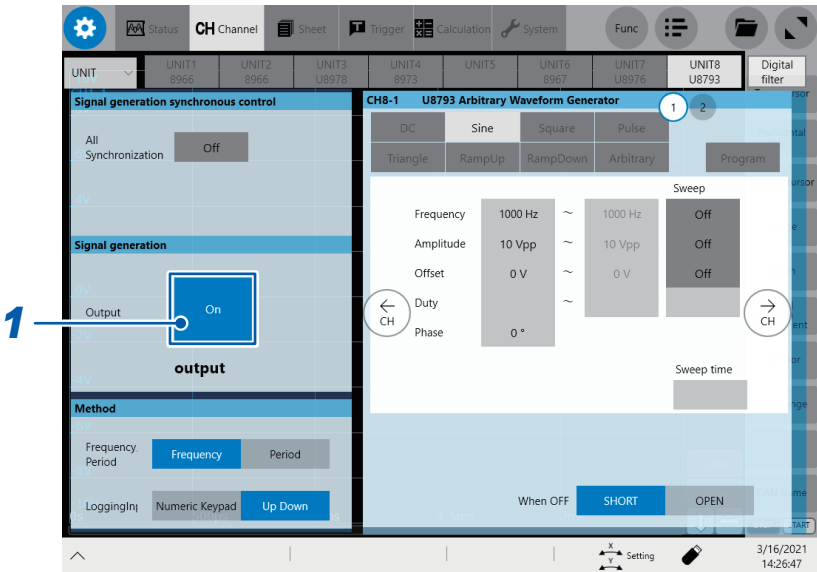 Status CH Channel Sheet T Trigger Calculation System Func
UNIT UNIT1 8966 UNIT2 8966 UNIT3 U8978 UNIT4 8973 UNIT5 UNIT6 8967 UNIT7 U8976 UNIT8 U8793 Digital filter
Signal generation synchronous control
All Synchronization Off
Signal generation
1
Output On
output
Method
Frequency. Period Frequency Period
LoggingIn Numeric Keypad Up Down
CH8-1 U8793 Arbitrary Waveform Generator 1 2
DC Sine Square Pulse
Triangle RampUp RampDown Arbitrary Program
Sweep
Frequency 1000 Hz ~ 1000 Hz Off
Amplitude 10 Vpp ~ 10 Vpp Off
Offset 0 V ~ 0 V Off
Duty ~
Phase 0 °
← CH
→ CH
Sweep time
When OFF SHORT OPEN
X Y Setting
3/16/2021
14:26:47